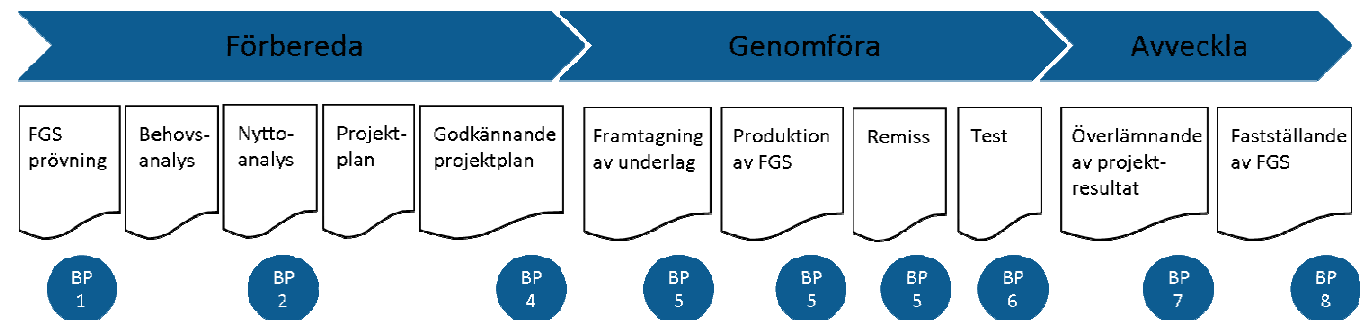 Förbereda
Genomföra
Avveckla
FGS
prövning
Behovs-
analys
Nytto-
analys
Projekt-
plan
Godkännande
projektplan
Framtagning
av underlag
Produktion
av FGS
Remiss
Test
Överlämnande
av projekt-
resultat
Fastställande
av FGS
BP
1
BP
2
BP
4
BP
5
BP
5
BP
5
BP
6
BP
7
BP
8